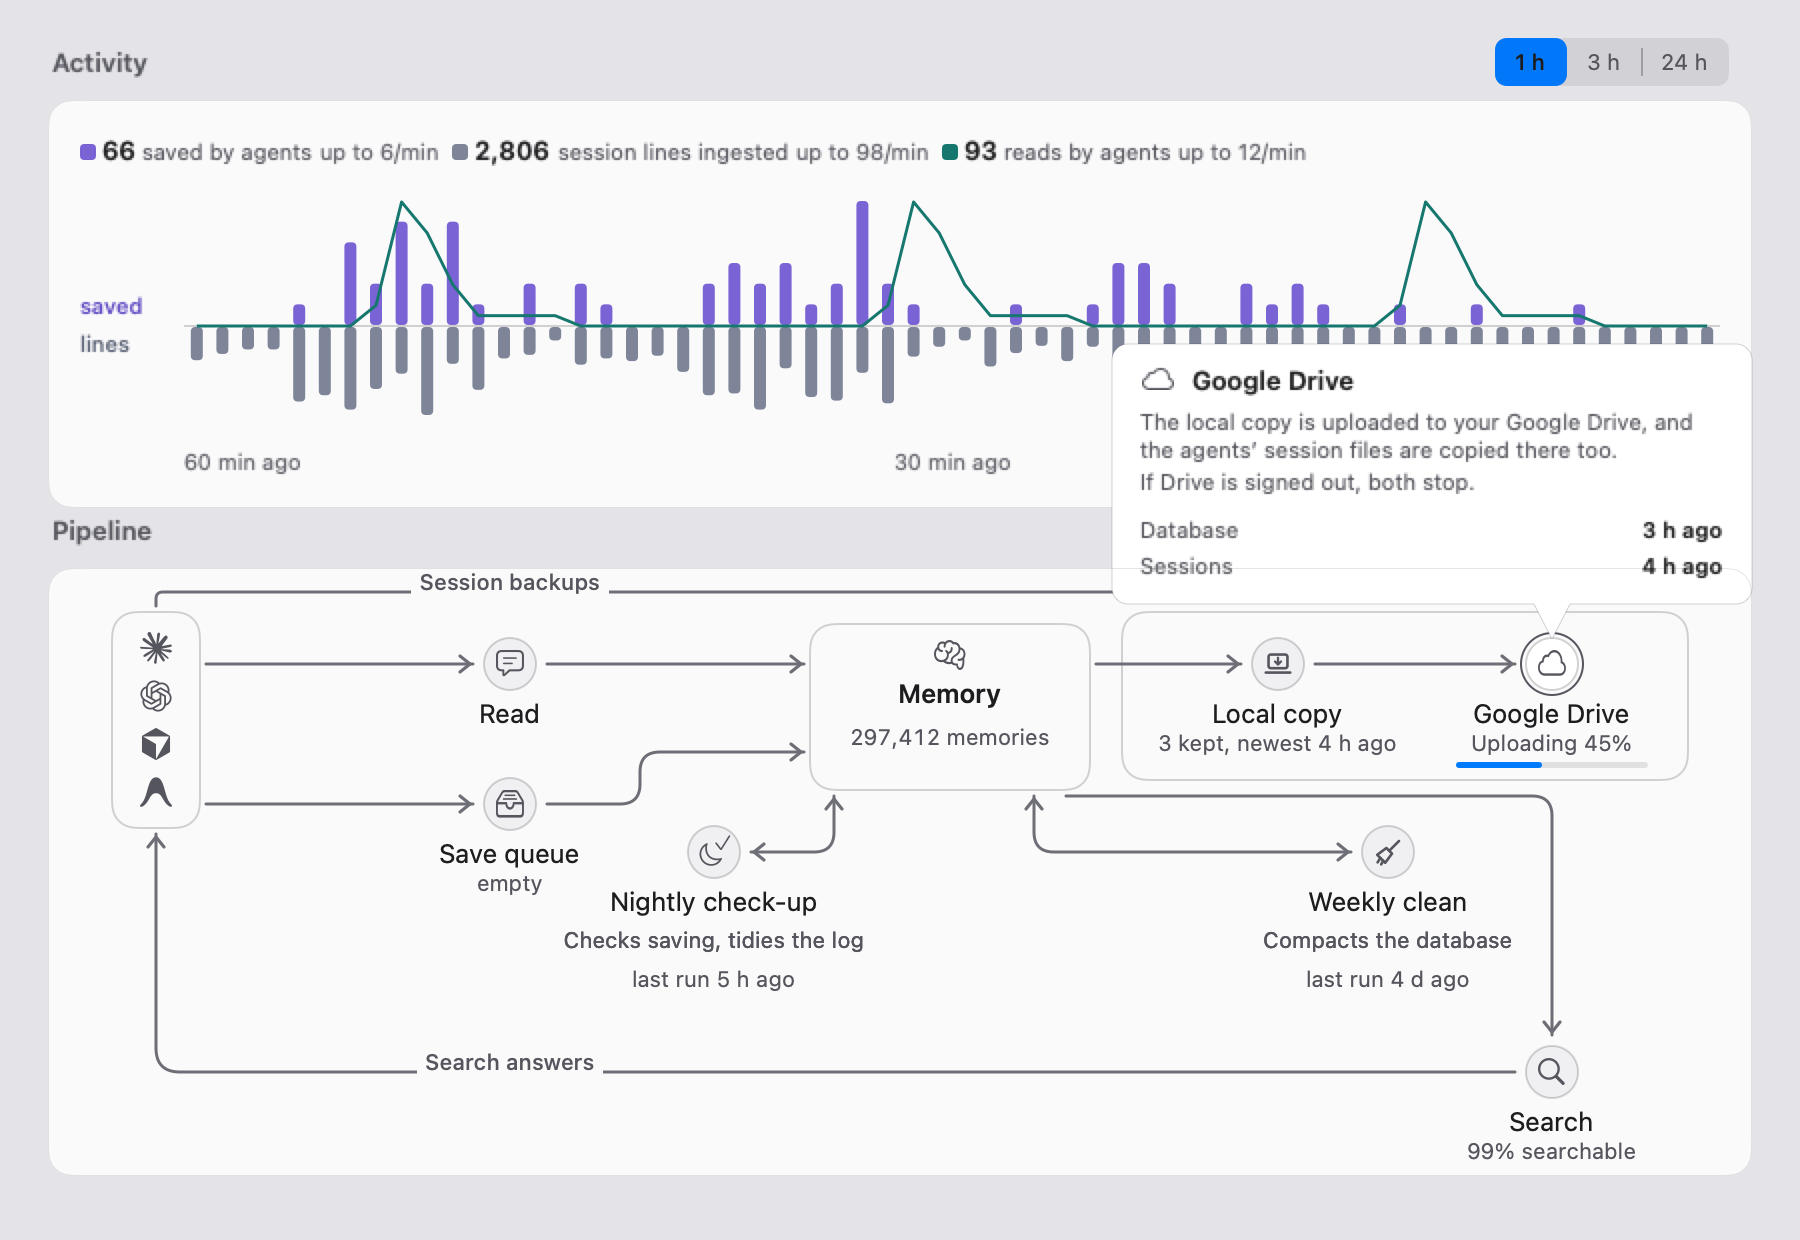 Activity
1 h 3 h 24 h
66 saved by agents up to 6/min 2,806 session lines ingested up to 98/min 93 reads by agents up to 12/min
saved
lines
60 min ago 30 min ago
Google Drive
The local copy is uploaded to your Google Drive, and
the agents’ session files are copied there too.
If Drive is signed out, both stop.
Database 3 h ago
Sessions 4 h ago
Pipeline
Session backups
Read
Memory
297,412 memories
Local copy
3 kept, newest 4 h ago
Google Drive
Uploading 45%
Save queue
empty
Nightly check-up
Checks saving, tidies the log
last run 5 h ago
Weekly clean
Compacts the database
last run 4 d ago
Search answers
Search
99% searchable